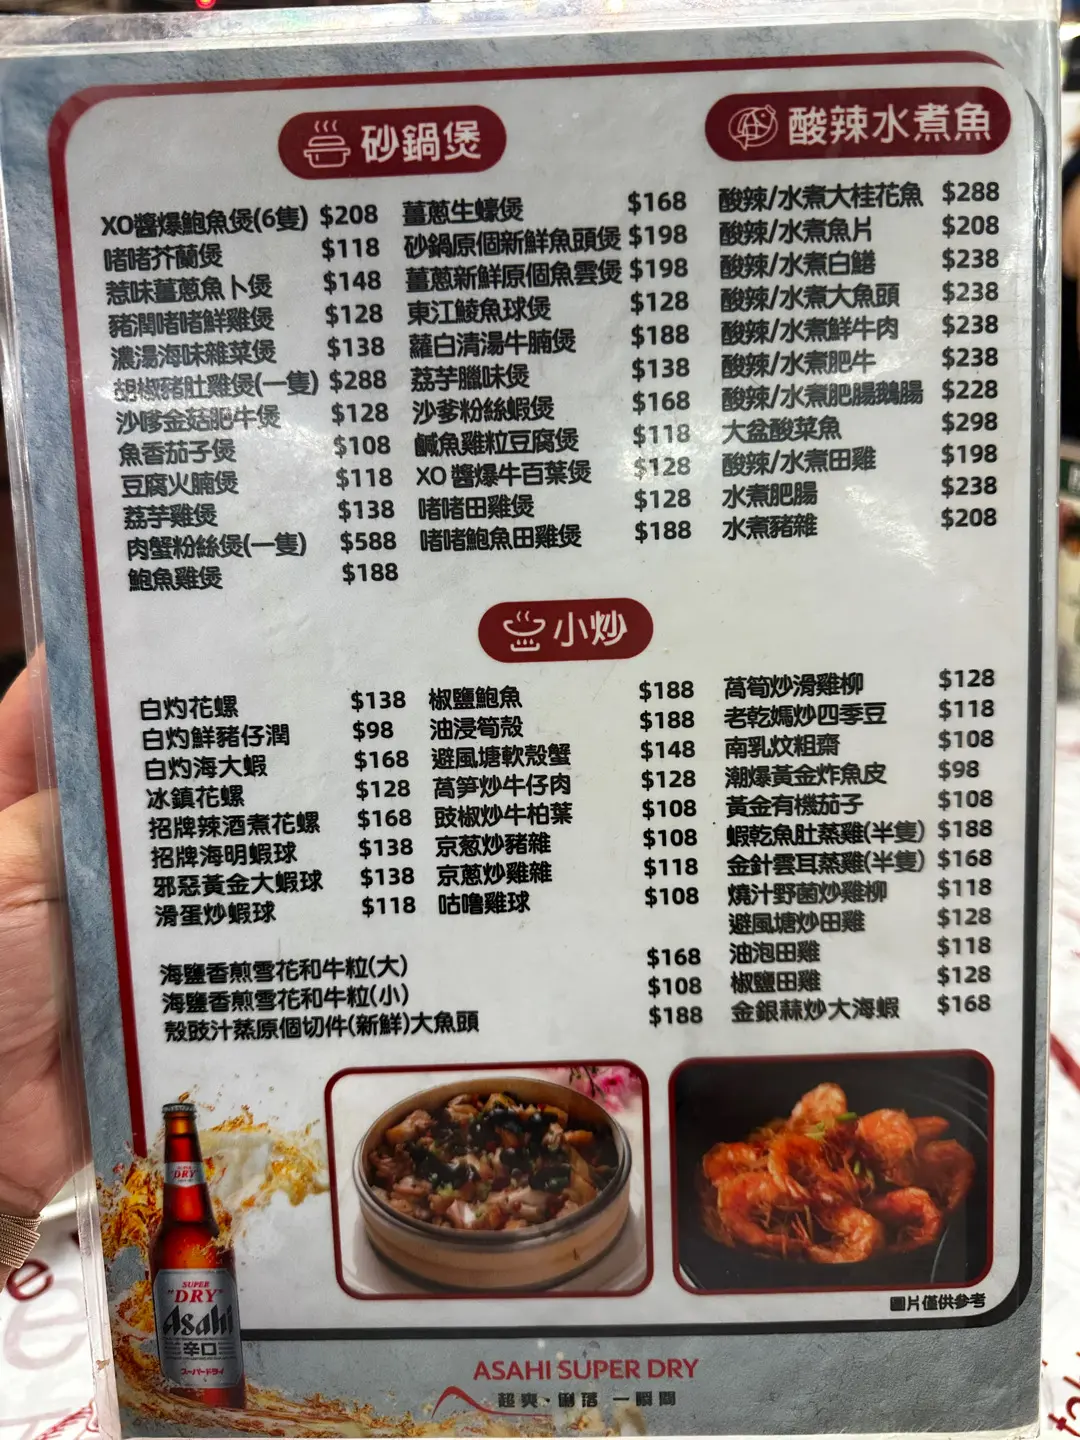 砂鍋煲
XO醬爆鮑魚煲(6隻) $208
啫啫芥蘭煲 $118
惹味薑蔥魚卜煲 $148
豬潤啫啫鮮雞煲 $128
濃湯海味雜菜煲 $138
胡椒豬肚雞煲(一隻) $288
沙嗲金菇肥牛煲 $128
魚香茄子煲 $108
豆腐火腩煲 $118
荔芋雞煲 $138
肉蟹粉絲煲(一隻) $588
鮑魚雞煲 $188
薑蔥生蠔煲 $168
砂鍋原個新鮮魚頭煲 $198
薑蔥新鮮原個魚雲煲 $198
東江鯪魚球煲 $128
蘿白清湯牛腩煲 $188
荔芋臘味煲 $138
沙爹粉絲蝦煲 $168
鹹魚雞粒豆腐煲 $118
XO 醬爆牛百葉煲 $128
啫啫田雞煲 $128
啫啫鮑魚田雞煲 $188
酸辣水煮魚
酸辣/水煮大桂花魚 $288
酸辣/水煮魚片 $208
酸辣/水煮白鱔 $238
酸辣/水煮大魚頭 $238
酸辣/水煮鮮牛肉 $238
酸辣/水煮肥牛 $238
酸辣/水煮肥腸鵝腸 $228
大盆酸菜魚 $298
酸辣/水煮田雞 $198
水煮肥腸 $238
水煮豬雜 $208
小炒
白灼花螺 $138
白灼鮮豬仔潤 $98
白灼海大蝦 $168
冰鎮花螺 $128
招牌辣酒煮花螺 $168
招牌海明蝦球 $138
邪惡黃金大蝦球 $138
滑蛋炒蝦球 $118
椒鹽鮑魚 $188
油浸筍殼 $188
避風塘軟殼蟹 $148
萵笋炒牛仔肉 $128
豉椒炒牛柏葉 $108
京葱炒豬雜 $108
京蔥炒雞雜 $118
咕嚕雞球 $108
海鹽香煎雪花和牛粒(大) $168
海鹽香煎雪花和牛粒(小) $108
殼豉汁蒸原個切件(新鮮)大魚頭 $188
萵筍炒滑雞柳 $128
老乾媽炒四季豆 $118
南乳炆粗齋 $108
潮爆黃金炸魚皮 $98
黃金有機茄子 $108
蝦乾魚肚蒸雞(半隻) $188
金針雲耳蒸雞(半隻) $168
燒汁野菌炒雞柳 $118
避風塘炒田雞 $128
油泡田雞 $118
椒鹽田雞 $128
金銀蒜炒大海蝦 $168
圖片僅供參考
SUPER
"DRY"
Asahi
辛口
スーパードライ
ASAHI SUPER DRY
超爽·俐落 一瞬間